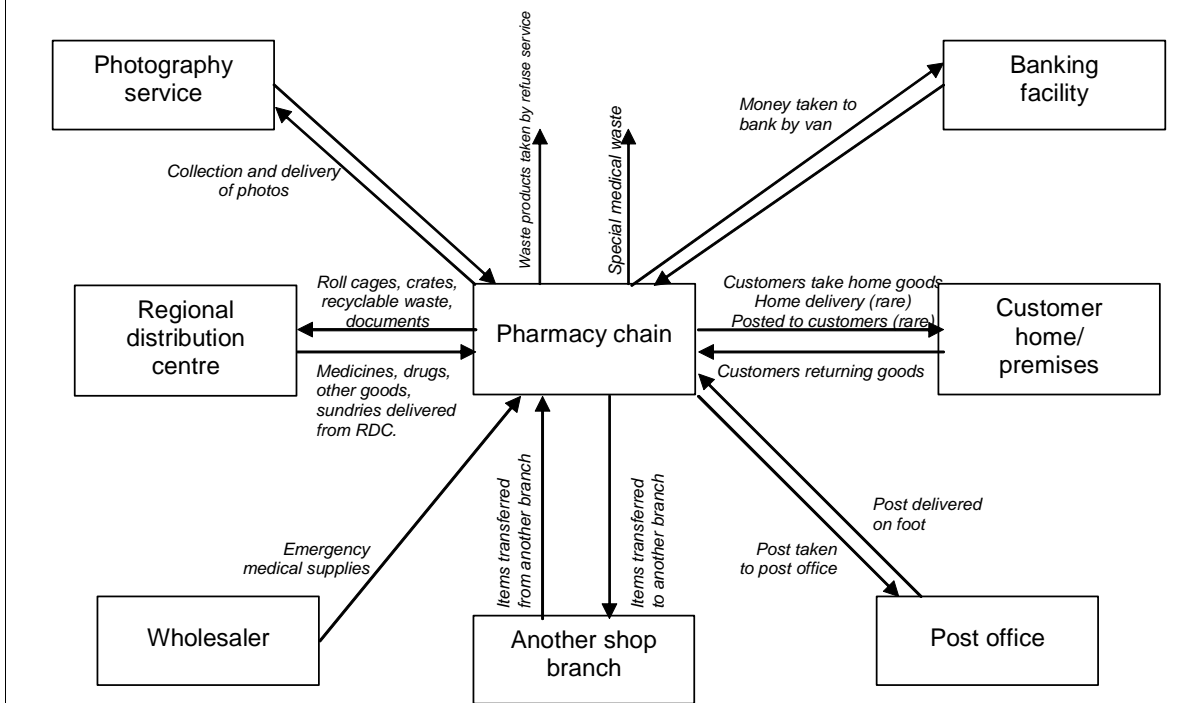 Photography
service
Waste products taken by refuse service
Special medical waste
Money taken to
bank by van
Banking
facility
Collection and delivery
of photos
Regional
distribution
centre
Roll cages, crates,
recyclable waste,
documents
Medicines, drugs,
other goods,
sundries delivered
from RDC.
Pharmacy chain
Customers take home goods
Home delivery (rare)
Posted to customers (rare)
Customers returning goods
Customer
home/
premises
Emergency
medical supplies
Items transferred
from another branch
Items transferred
to another branch
Post taken
to post office
Post delivered
on foot
Wholesaler
Another shop
branch
Post office